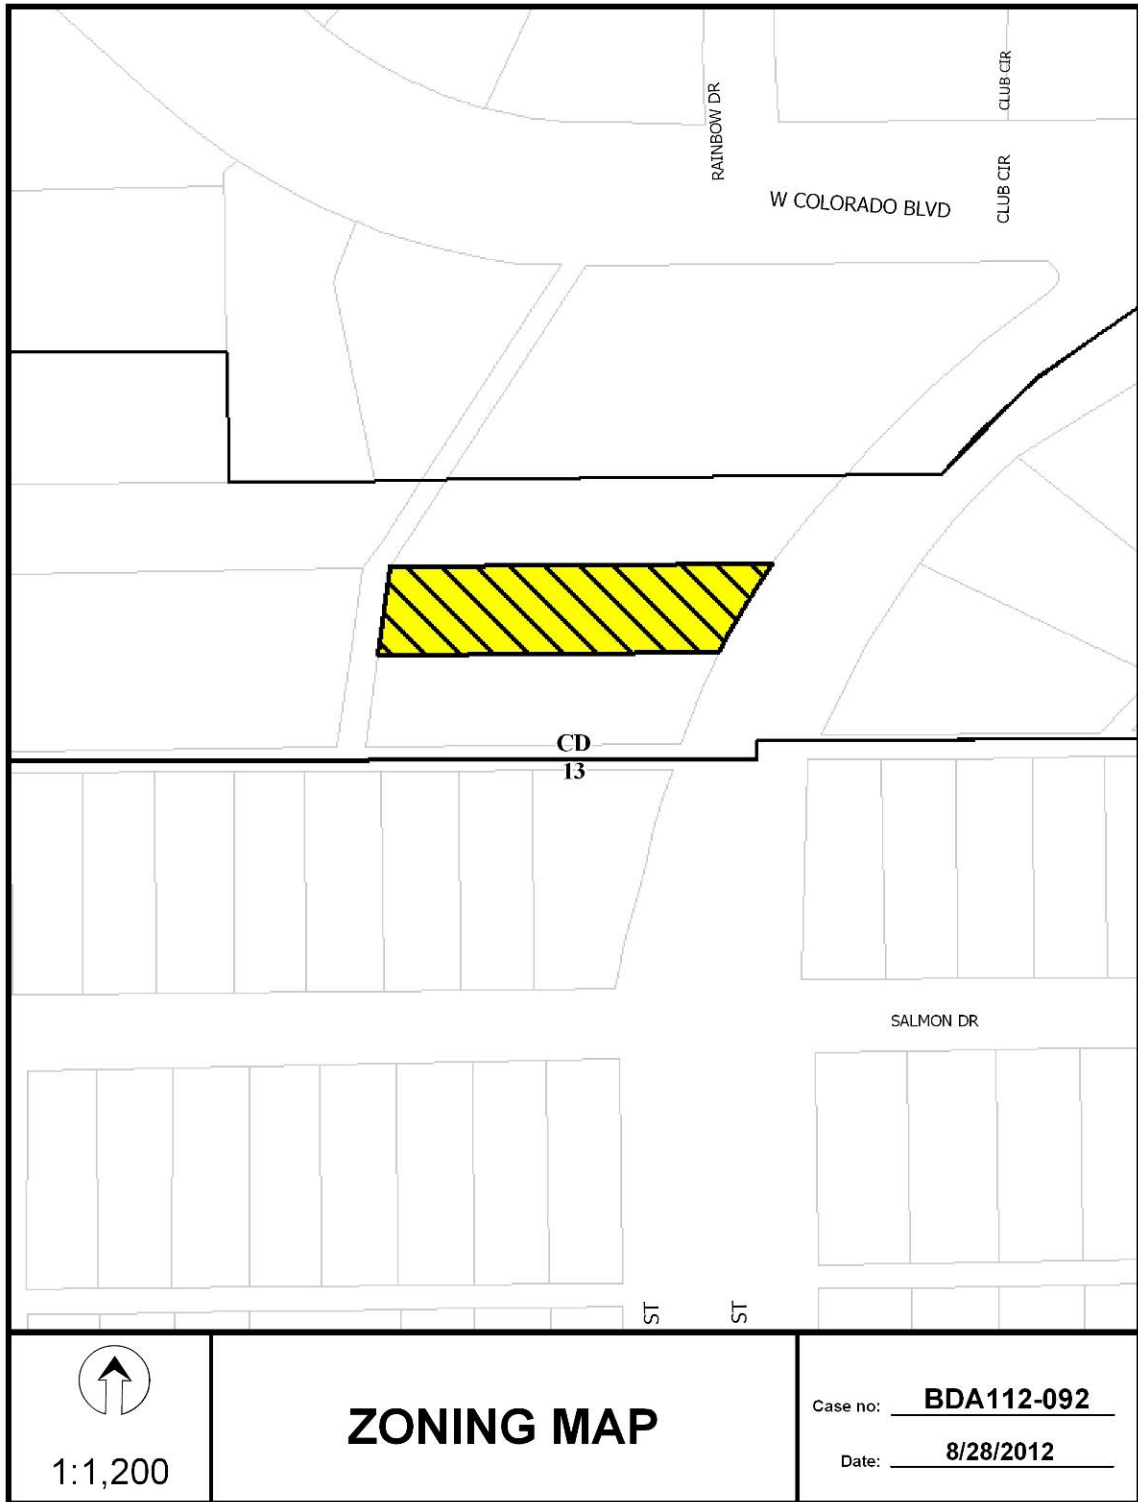 CLUB CIR
RAINBOW DR
CLUB CIR
W COLORADO BLVD
CD
13
SALMON DR
ST
ST
1:1,200
ZONING MAP
Case no: BDA112-092
Date: 8/28/2012